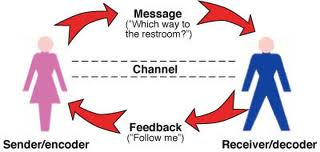 Message
("Which way to
the restroom?")
Channel
Feedback
("Follow me")
Sender/encoder
Receiver/decoder